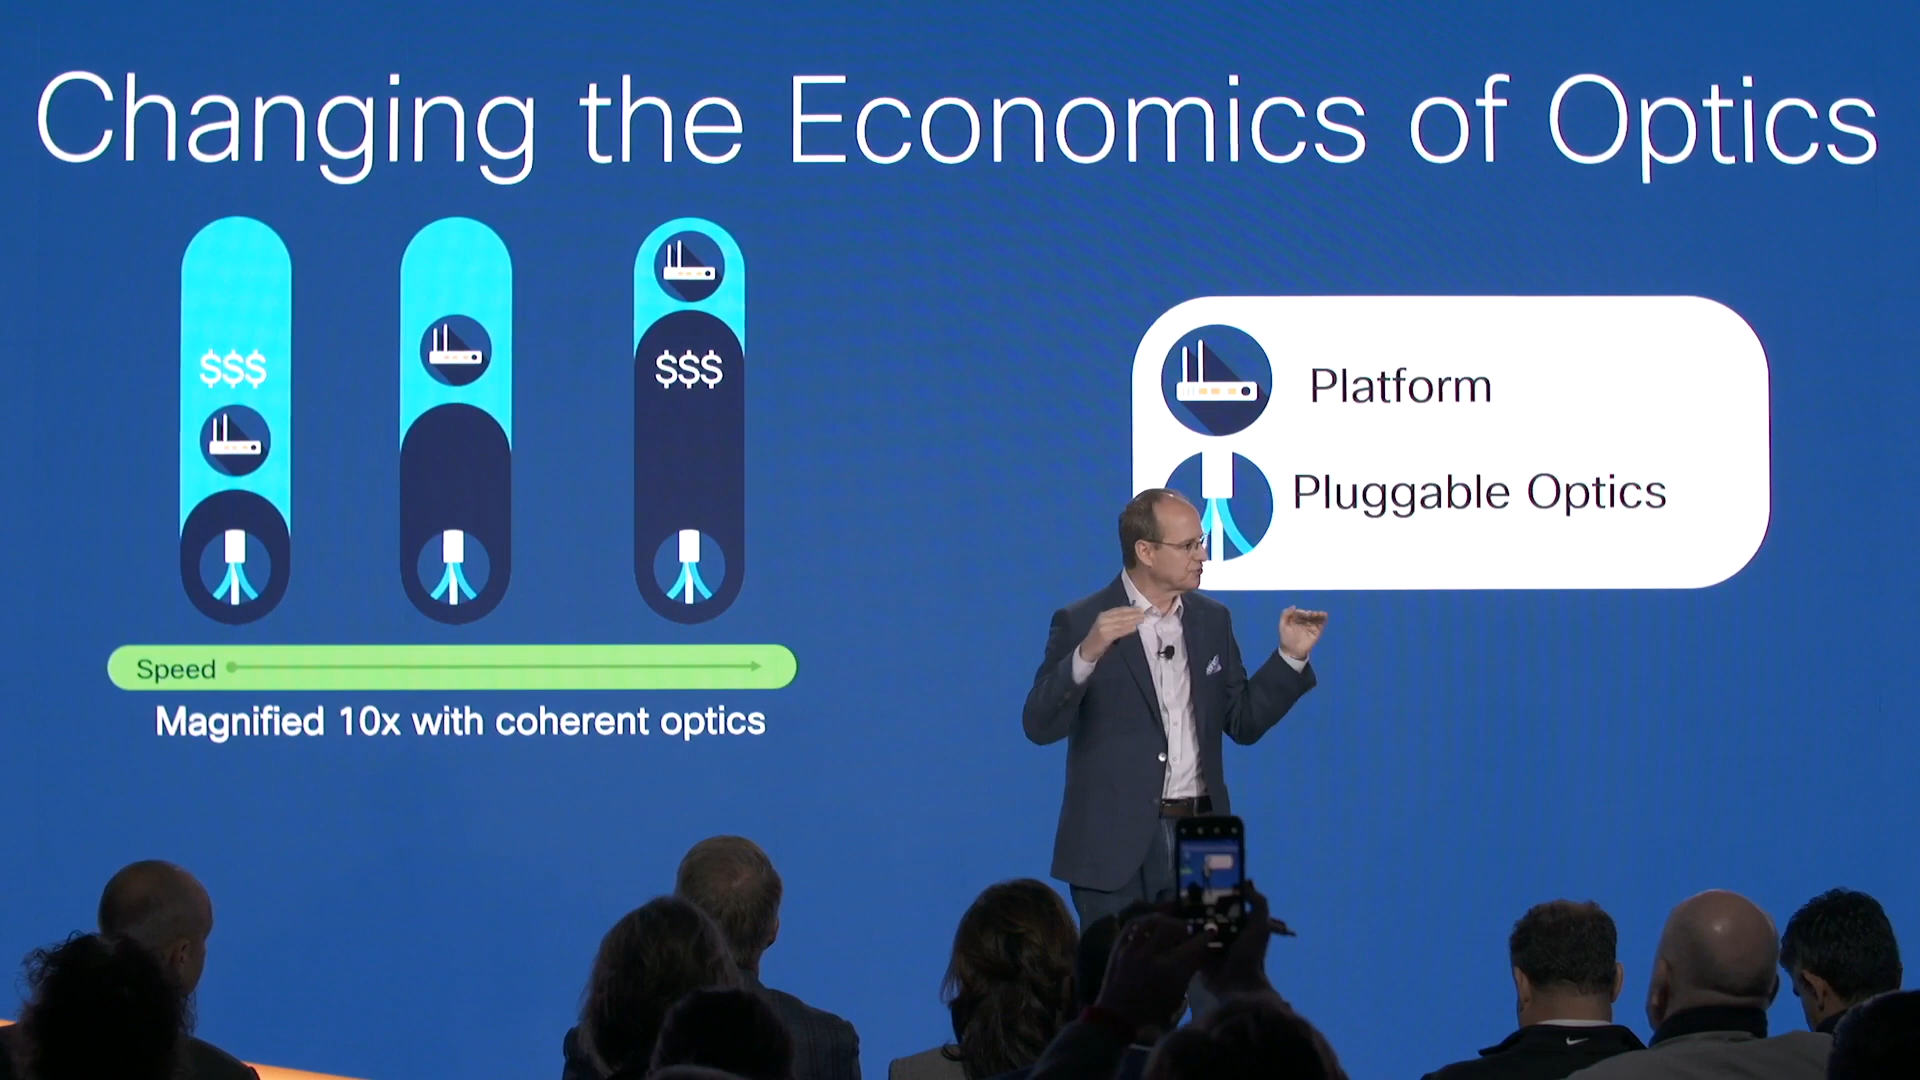 Changing the Economics of Optics
$$$
$$$
Platform
Pluggable Optics
Speed
Magnified 10x with coherent optics